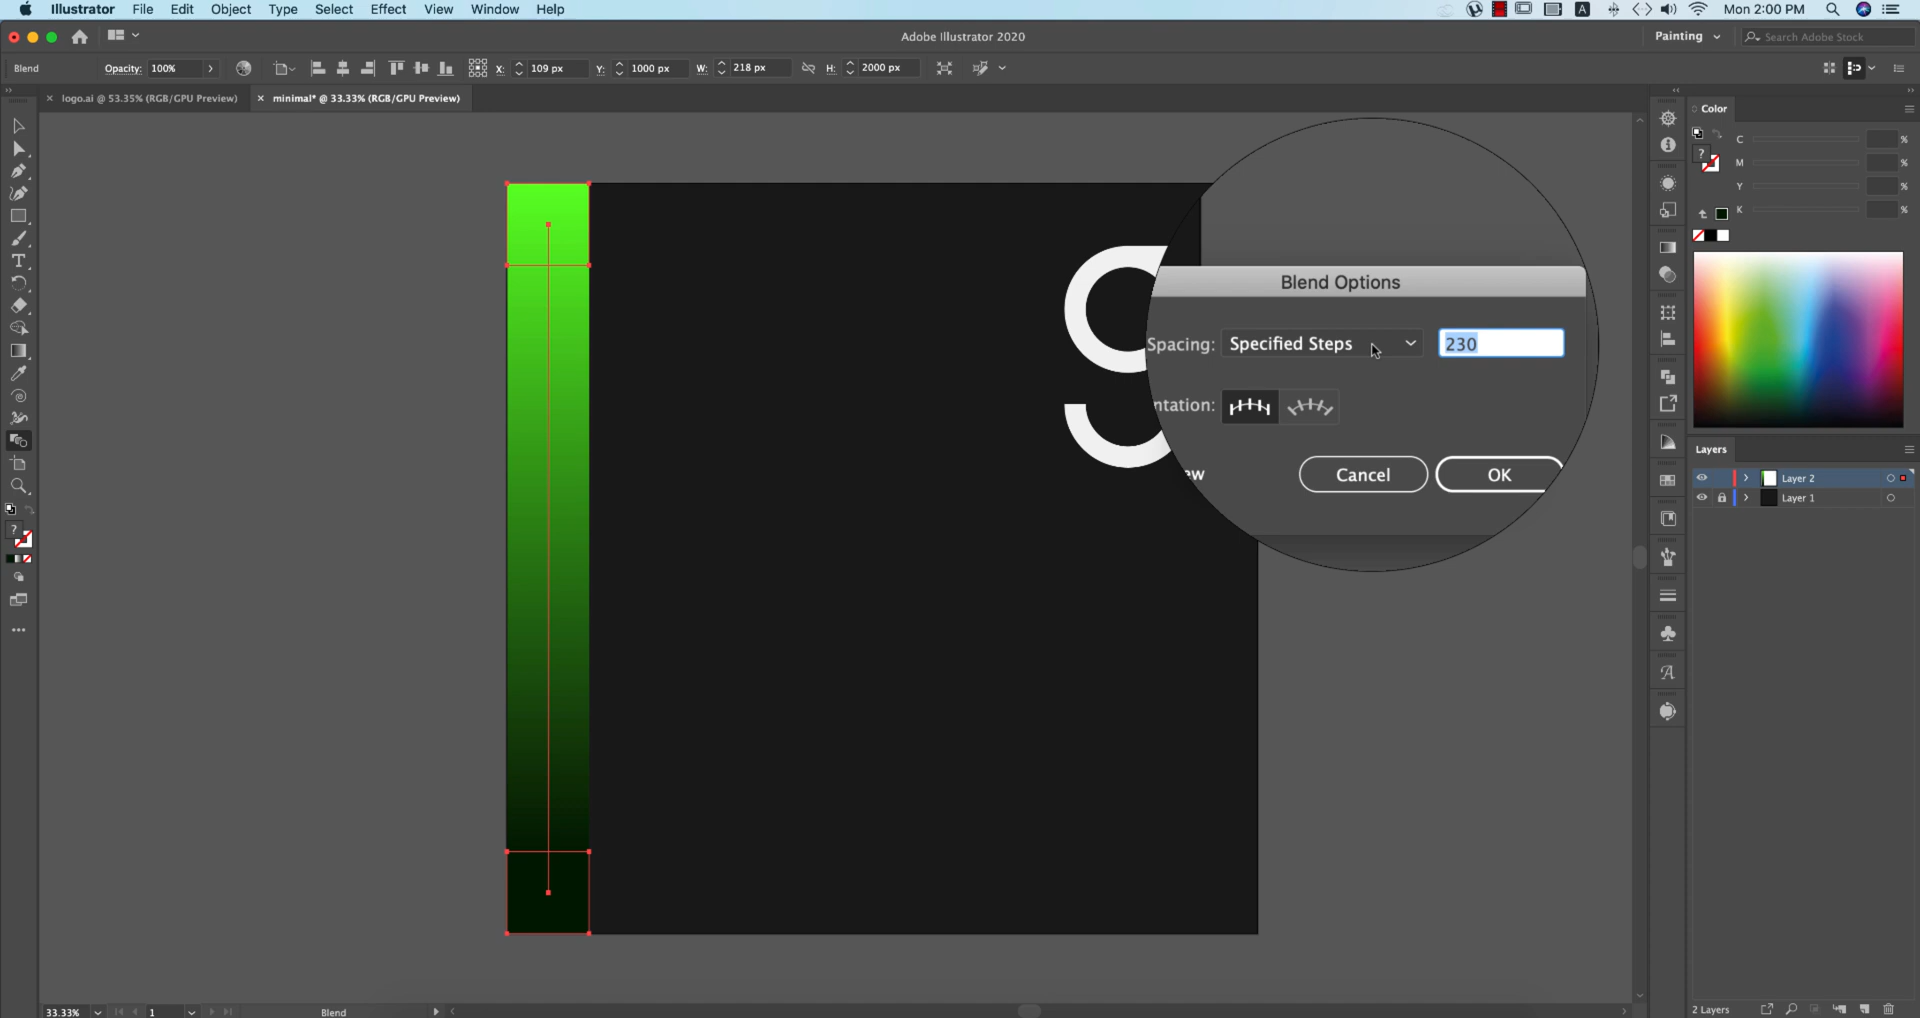 Illustrator File Edit Object Type Select Effect View Window Help A Mon 2:00 PM
Adobe Illustrator 2020 Painting Search Adobe Stock
Blend Opacity: 100% X: 109 px Y: 1000 px W: 218 px H: 2000 px
logo.ai @ 53.35% (RGB/GPU Preview) minimal* @ 33.33% (RGB/GPU Preview)
Color
C %
M %
Y %
K %
?
Blend Options
Spacing: Specified Steps 230
ntation:
ew Cancel OK
Layers
Layer 2
Layer 1
?
33.33% 1 Blend 2 Layers